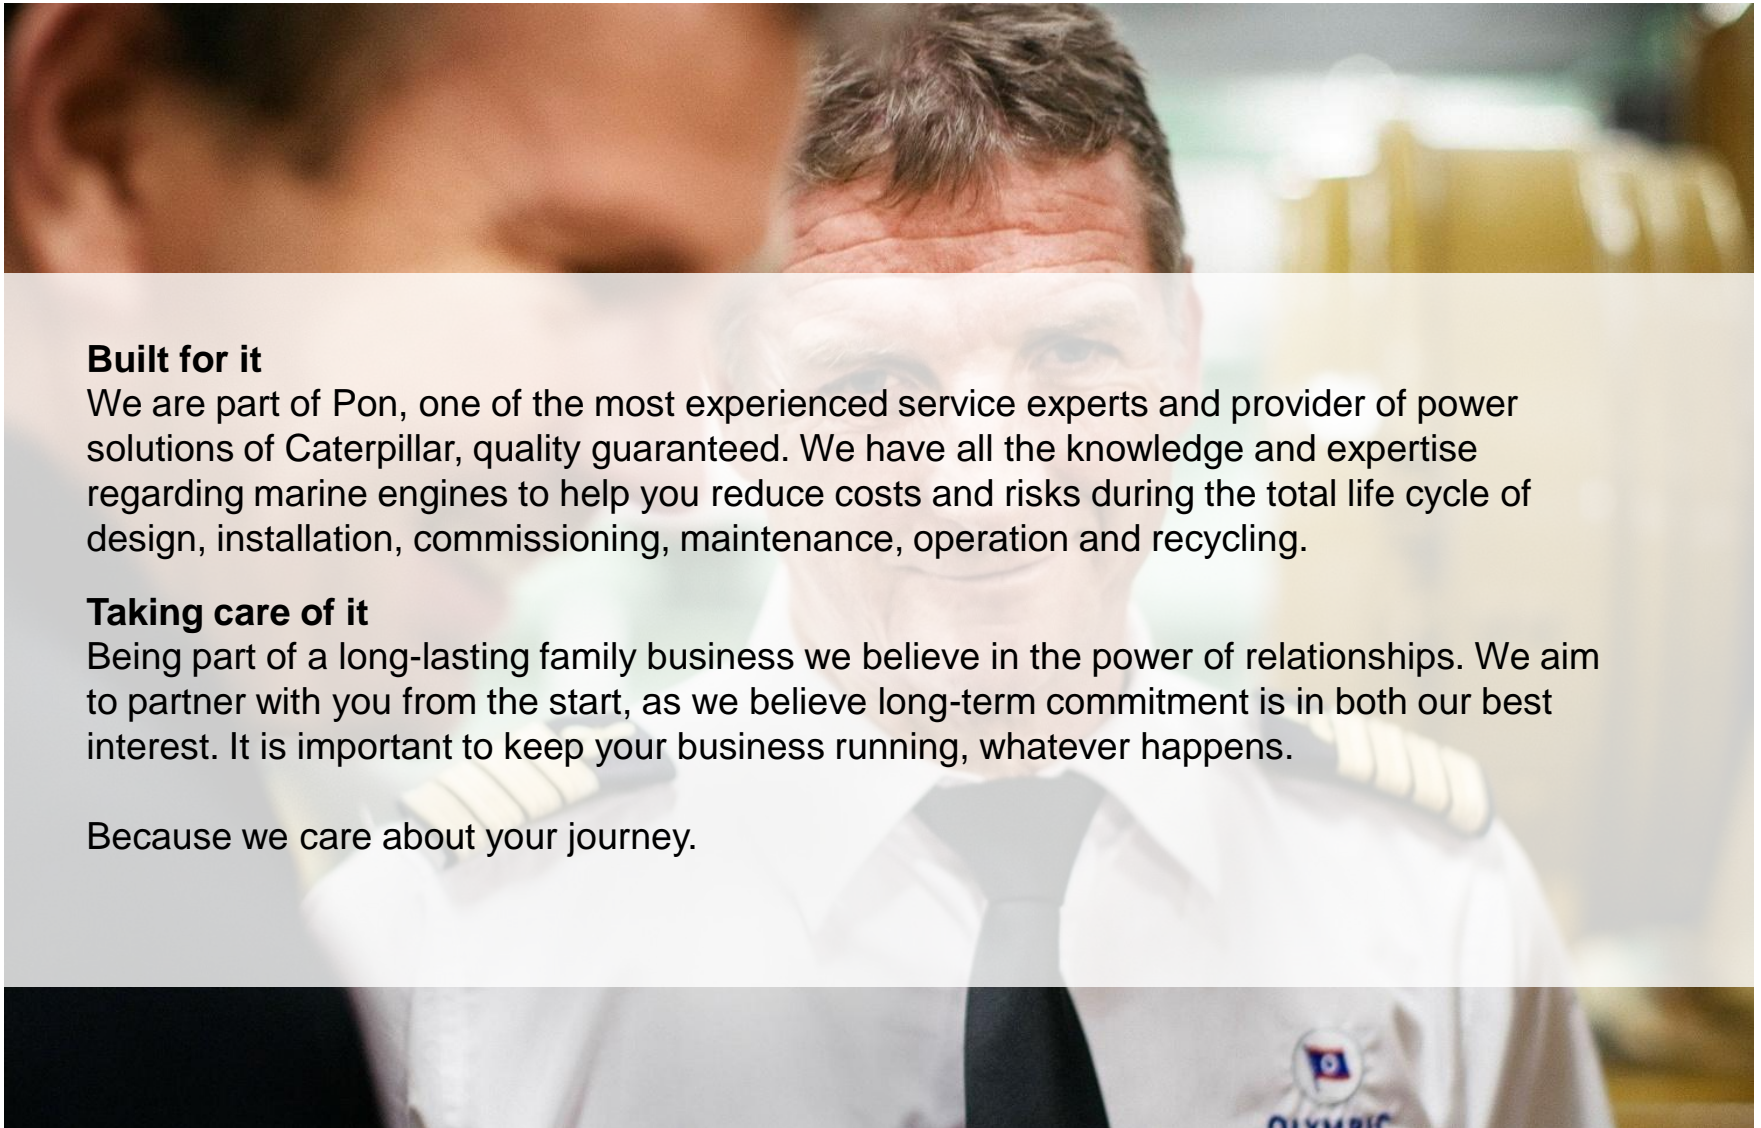 Built for it
We are part of Pon, one of the most experienced service experts and provider of power
solutions of Caterpillar, quality guaranteed. We have all the knowledge and expertise
regarding marine engines to help you reduce costs and risks during the total life cycle of
design, installation, commissioning, maintenance, operation and recycling.
Taking care of it
Being part of a long-lasting family business we believe in the power of relationships. We aim
to partner with you from the start, as we believe long-term commitment is in both our best
interest. It is important to keep your business running, whatever happens.
Because we care about your journey.
OLYMPIC